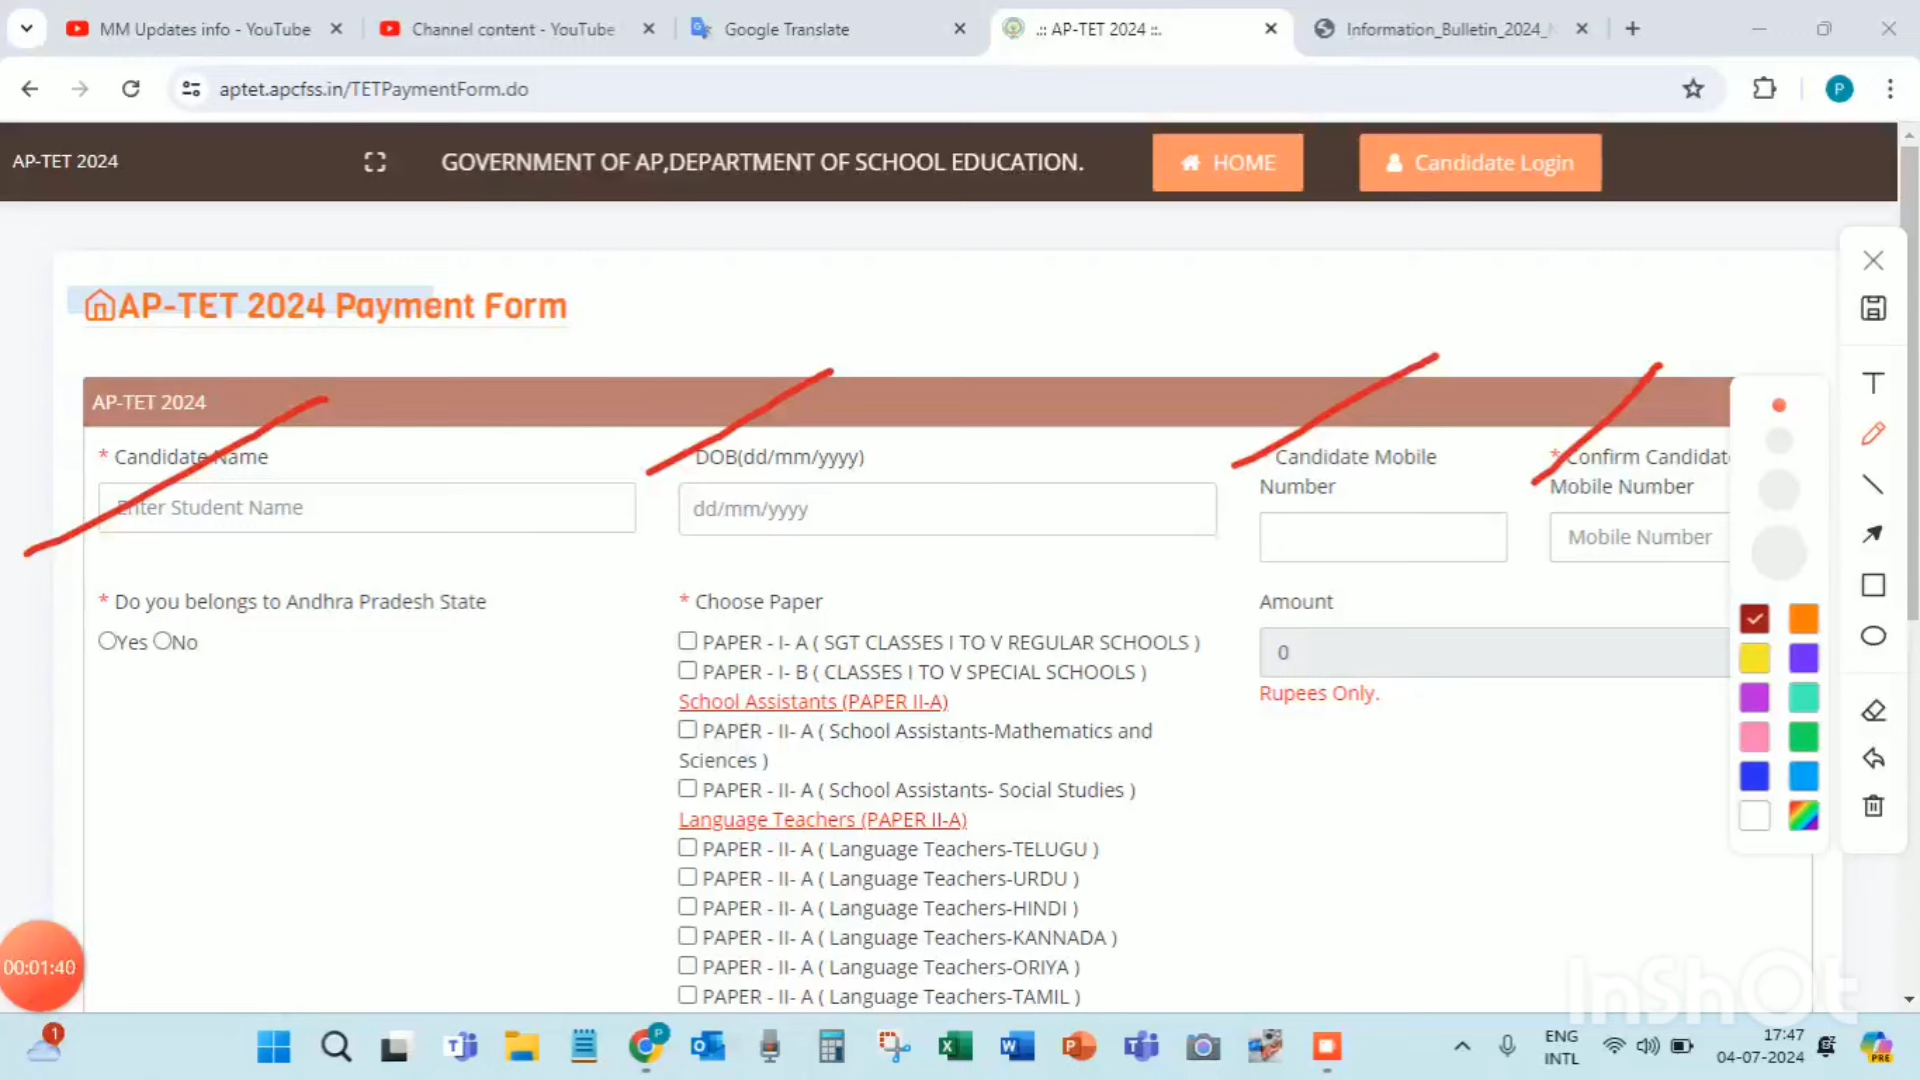 MM Updates info - YouTube
Channel content - YouTube
Google Translate
.:: AP-TET 2024 ::.
Information_Bulletin_2024_
aptet.apcfss.in/TETPaymentForm.do
P
AP-TET 2024
GOVERNMENT OF AP,DEPARTMENT OF SCHOOL EDUCATION.
HOME
Candidate Login
AP-TET 2024 Payment Form
AP-TET 2024
* Candidate Name
DOB(dd/mm/yyyy)
Candidate Mobile
Number
* Confirm Candidate
Mobile Number
Enter Student Name
dd/mm/yyyy
Mobile Number
* Do you belongs to Andhra Pradesh State
Yes No
* Choose Paper
PAPER - I- A ( SGT CLASSES I TO V REGULAR SCHOOLS )
PAPER - I- B ( CLASSES I TO V SPECIAL SCHOOLS )
School Assistants (PAPER II-A)
PAPER - II- A ( School Assistants-Mathematics and
Sciences )
PAPER - II- A ( School Assistants- Social Studies )
Language Teachers (PAPER II-A)
PAPER - II- A ( Language Teachers-TELUGU )
PAPER - II- A ( Language Teachers-URDU )
PAPER - II- A ( Language Teachers-HINDI )
PAPER - II- A ( Language Teachers-KANNADA )
PAPER - II- A ( Language Teachers-ORIYA )
PAPER - II- A ( Language Teachers-TAMIL )
Amount
0
Rupees Only.
T
00:01:40
InShOt
1
P
ENG
INTL
17:47
04-07-2024
PRE